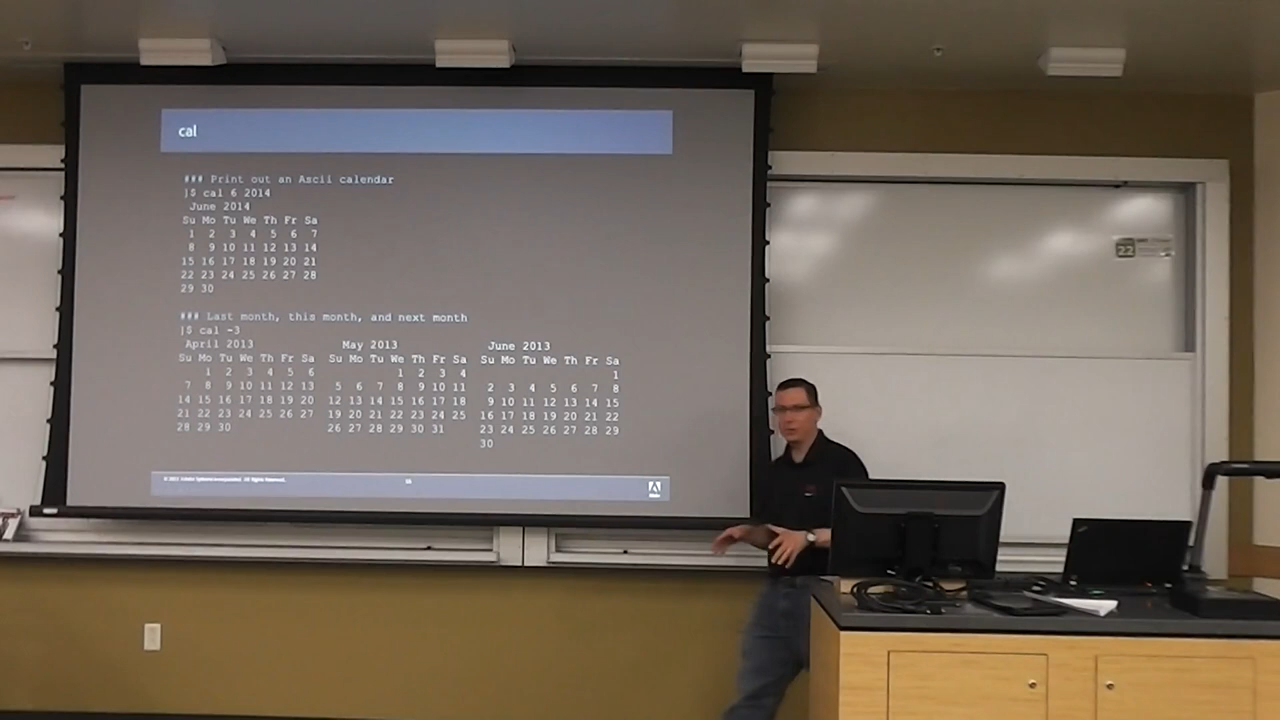 cal
### Print out an Ascii calendar
]$ cal 6 2014
June 2014
Su Mo Tu We Th Fr Sa
1 2 3 4 5 6 7
8 9 10 11 12 13 14
15 16 17 18 19 20 21
22 23 24 25 26 27 28
29 30
### Last month, this month, and next month
]$ cal -3
April 2013 May 2013 June 2013
Su Mo Tu We Th Fr Sa Su Mo Tu We Th Fr Sa Su Mo Tu We Th Fr Sa
1 2 3 4 5 6 1 2 3 4 1
7 8 9 10 11 12 13 5 6 7 8 9 10 11 2 3 4 5 6 7 8
14 15 16 17 18 19 20 12 13 14 15 16 17 18 9 10 11 12 13 14 15
21 22 23 24 25 26 27 19 20 21 22 23 24 25 16 17 18 19 20 21 22
28 29 30 26 27 28 29 30 31 23 24 25 26 27 28 29
30
Adobe Systems Incorporated. All Rights Reserved.
Adobe
22